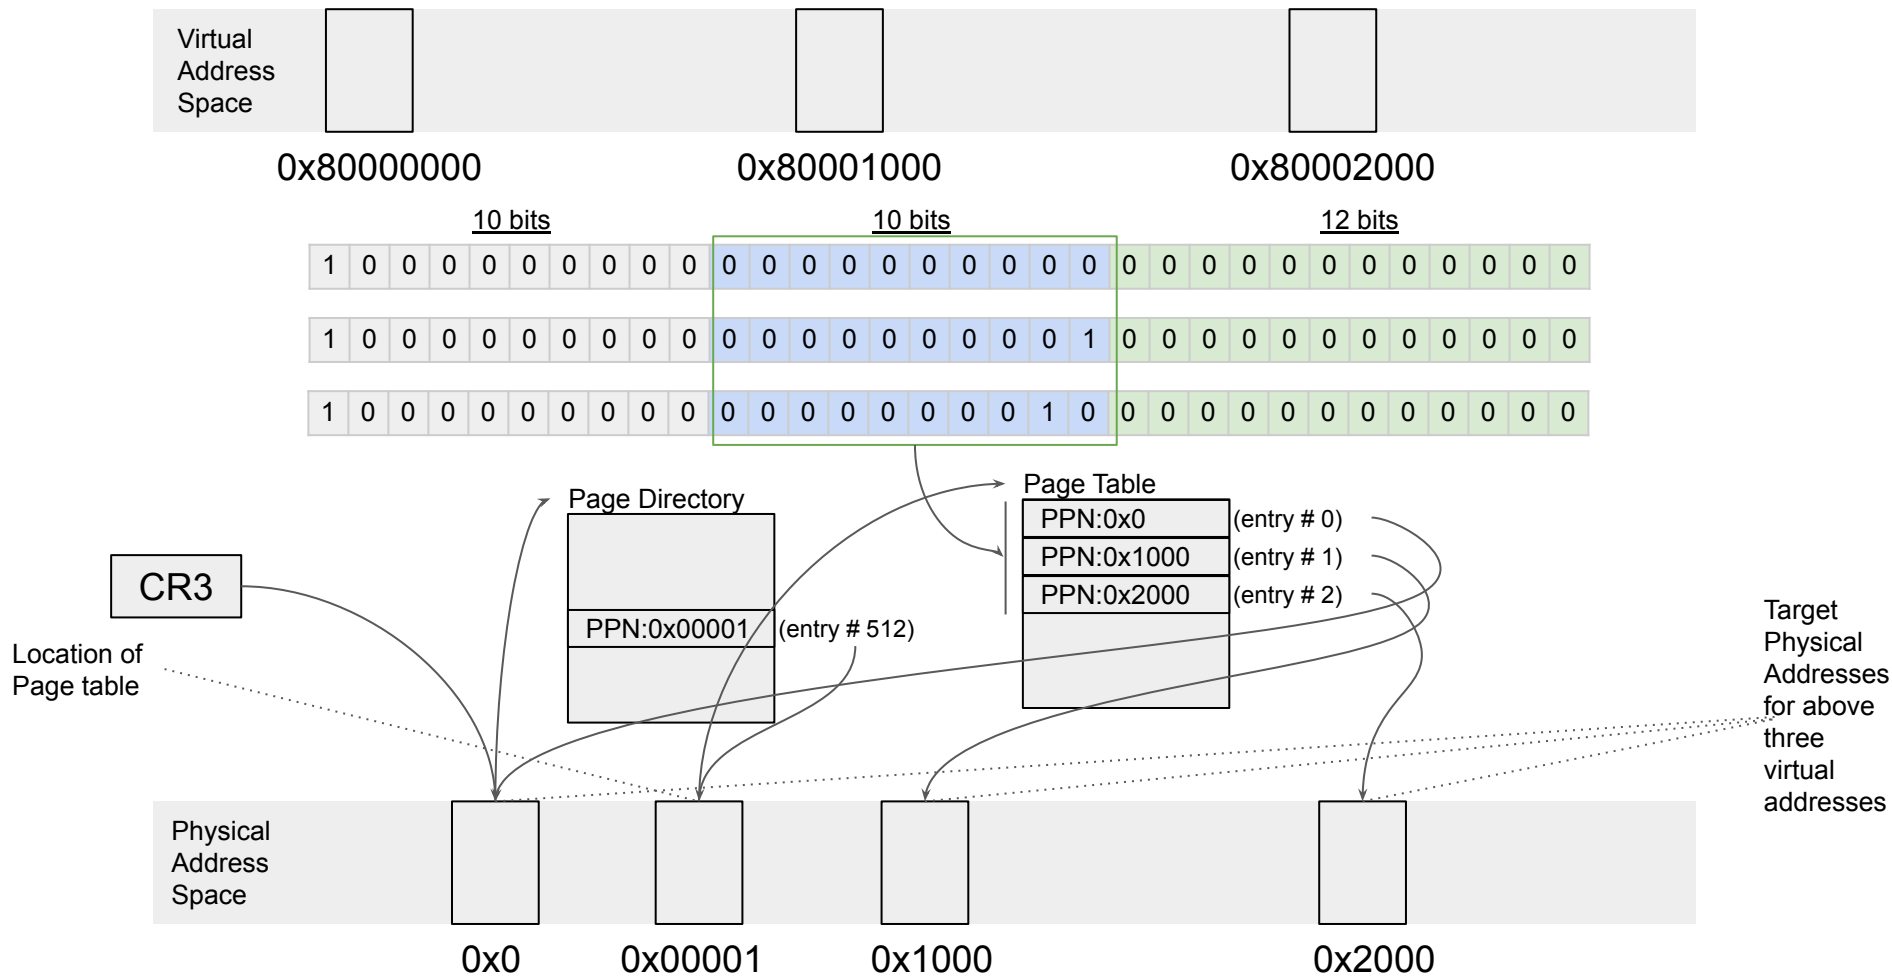 Virtual
Address
Space
0x80000000 0x80001000 0x80002000
10 bits 10 bits 12 bits
1 0 0 0 0 0 0 0 0 0 0 0 0 0 0 0 0 0 0 0 0 0 0 0 0 0 0 0 0 0 0 0
1 0 0 0 0 0 0 0 0 0 0 0 0 0 0 0 0 0 0 1 0 0 0 0 0 0 0 0 0 0 0 0
1 0 0 0 0 0 0 0 0 0 0 0 0 0 0 0 0 0 1 0 0 0 0 0 0 0 0 0 0 0 0 0
Page Directory
PPN:0x00001 (entry # 512)
Page Table
PPN:0x0 (entry # 0)
PPN:0x1000 (entry # 1)
PPN:0x2000 (entry # 2)
CR3
Location of
Page table
Target
Physical
Addresses
for above
three
virtual
addresses
Physical
Address
Space
0x0 0x00001 0x1000 0x2000